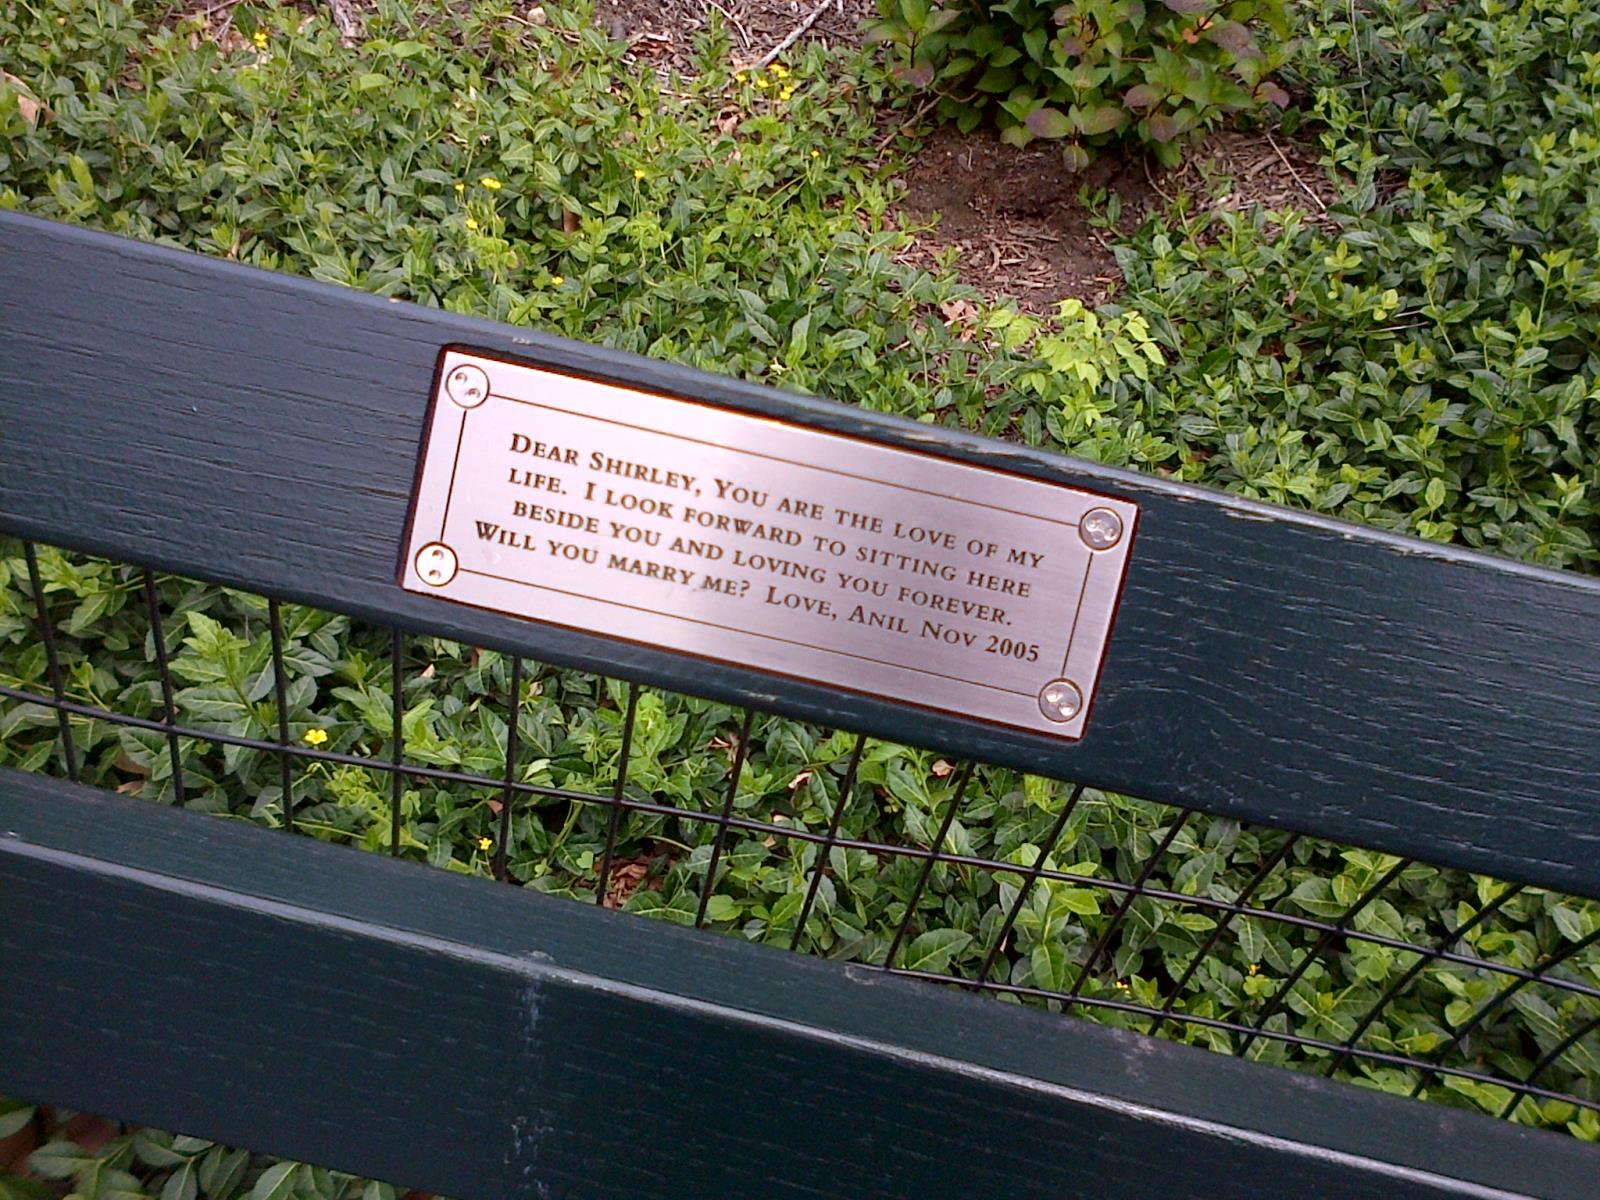 Dear Shirley, You are the love of my
life. I look forward to sitting here
beside you and loving you forever.
Will you marry me? Love, Anil Nov 2005